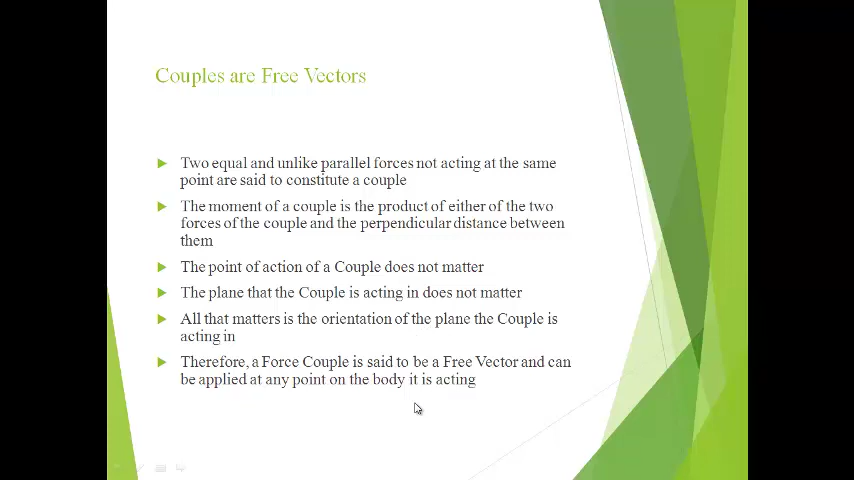 Couples are Free Vectors
Two equal and unlike parallel forces not acting at the same
point are said to constitute a couple
The moment of a couple is the product of either of the two
forces of the couple and the perpendicular distance between
them
The point of action of a Couple does not matter
The plane that the Couple is acting in does not matter
All that matters is the orientation of the plane the Couple is
acting in
Therefore, a Force Couple is said to be a Free Vector and can
be applied at any point on the body it is acting